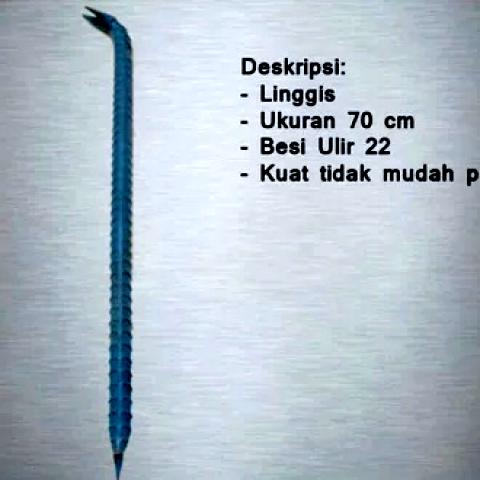 Deskripsi:
- Linggis
- Ukuran 70 cm
- Besi Ulir 22
- Kuat tidak mudah p